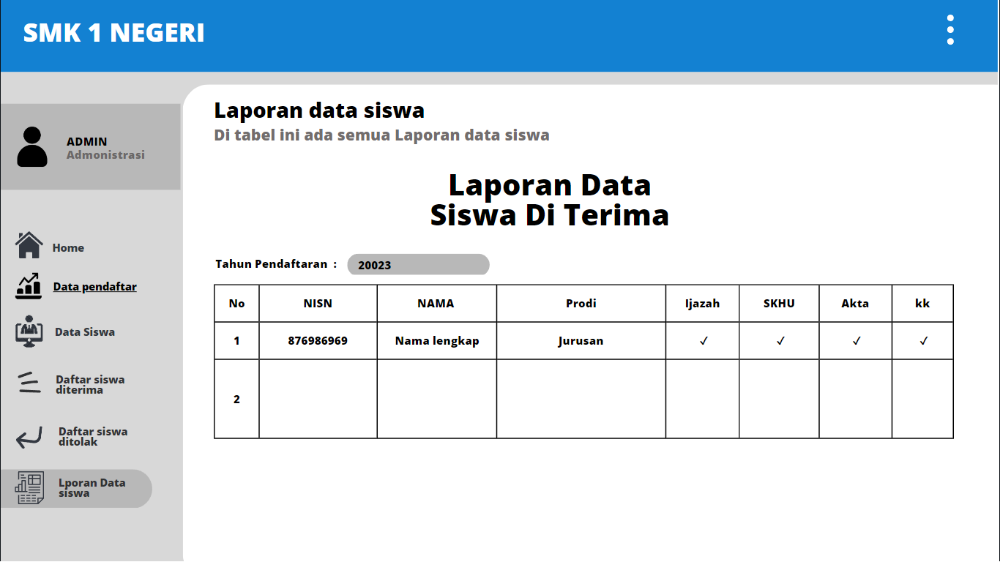 SMK 1 NEGERI
ADMIN
Admonistrasi
Home
Data pendaftar
Data Siswa
Daftar siswa
diterima
Daftar siswa
ditolak
Lporan Data
siswa
Laporan data siswa
Di tabel ini ada semua Laporan data siswa
Laporan Data
Siswa Di Terima
Tahun Pendaftaran : 20023
No NISN NAMA Prodi Ijazah SKHU Akta kk
1 876986969 Nama lengkap Jurusan ✓ ✓ ✓ ✓
2